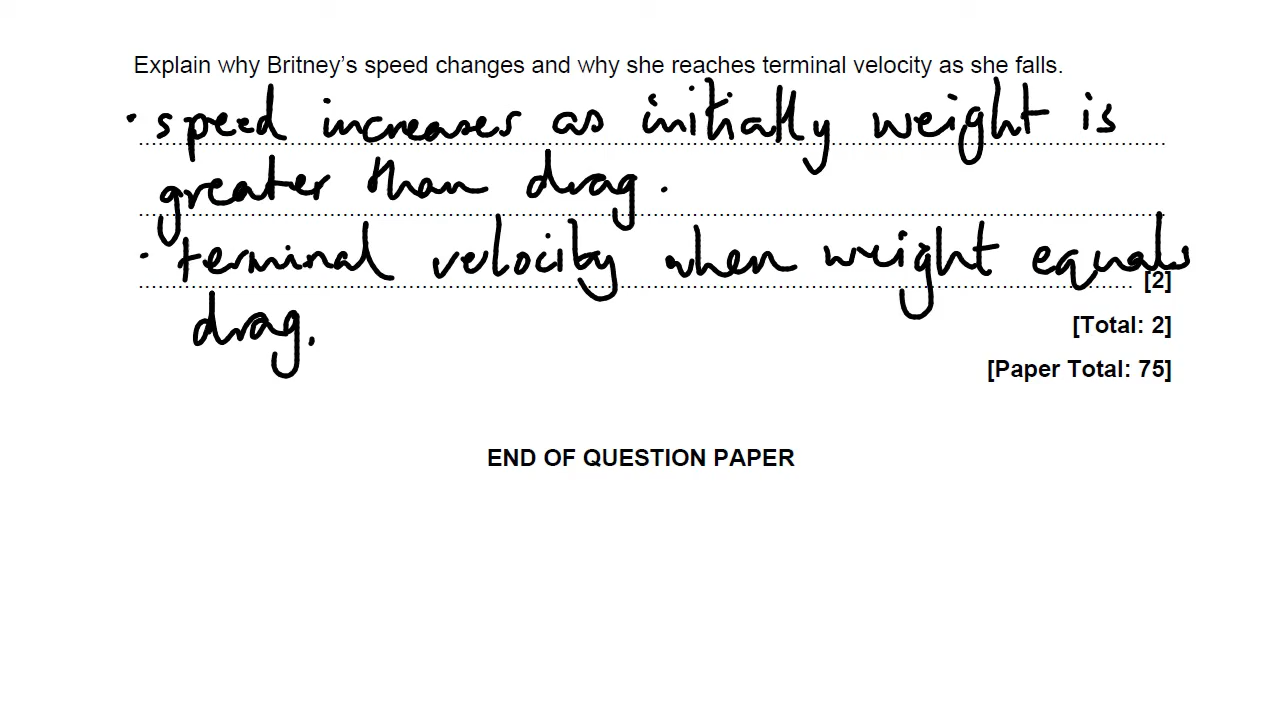 Explain why Britney's speed changes and why she reaches terminal velocity as she falls.
• speed increases as initially weight is
greater than drag.
• terminal velocity when weight equals
[2]
drag.
[Total: 2]
[Paper Total: 75]
END OF QUESTION PAPER